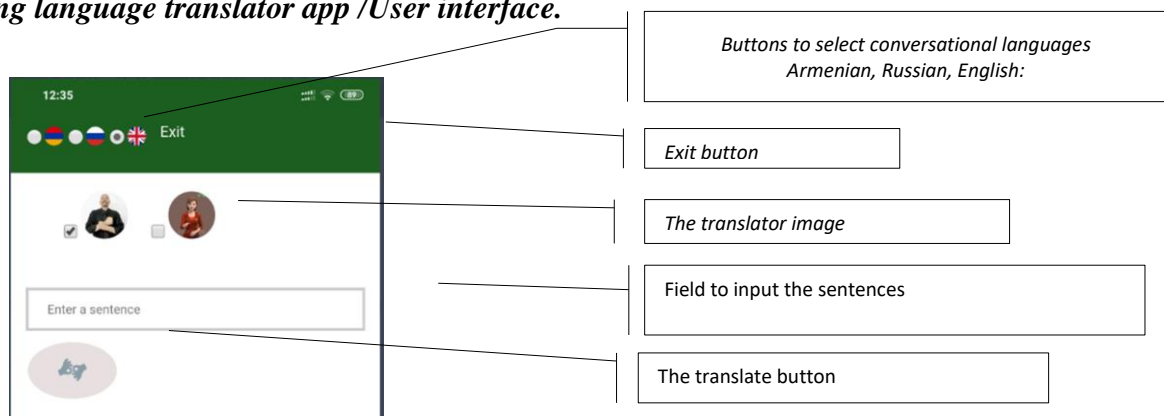 ng language translator app /User interface.
Buttons to select conversational languages
Armenian, Russian, English:
12:35
89
Exit
Exit button
The translator image
Field to input the sentences
Enter a sentence
The translate button